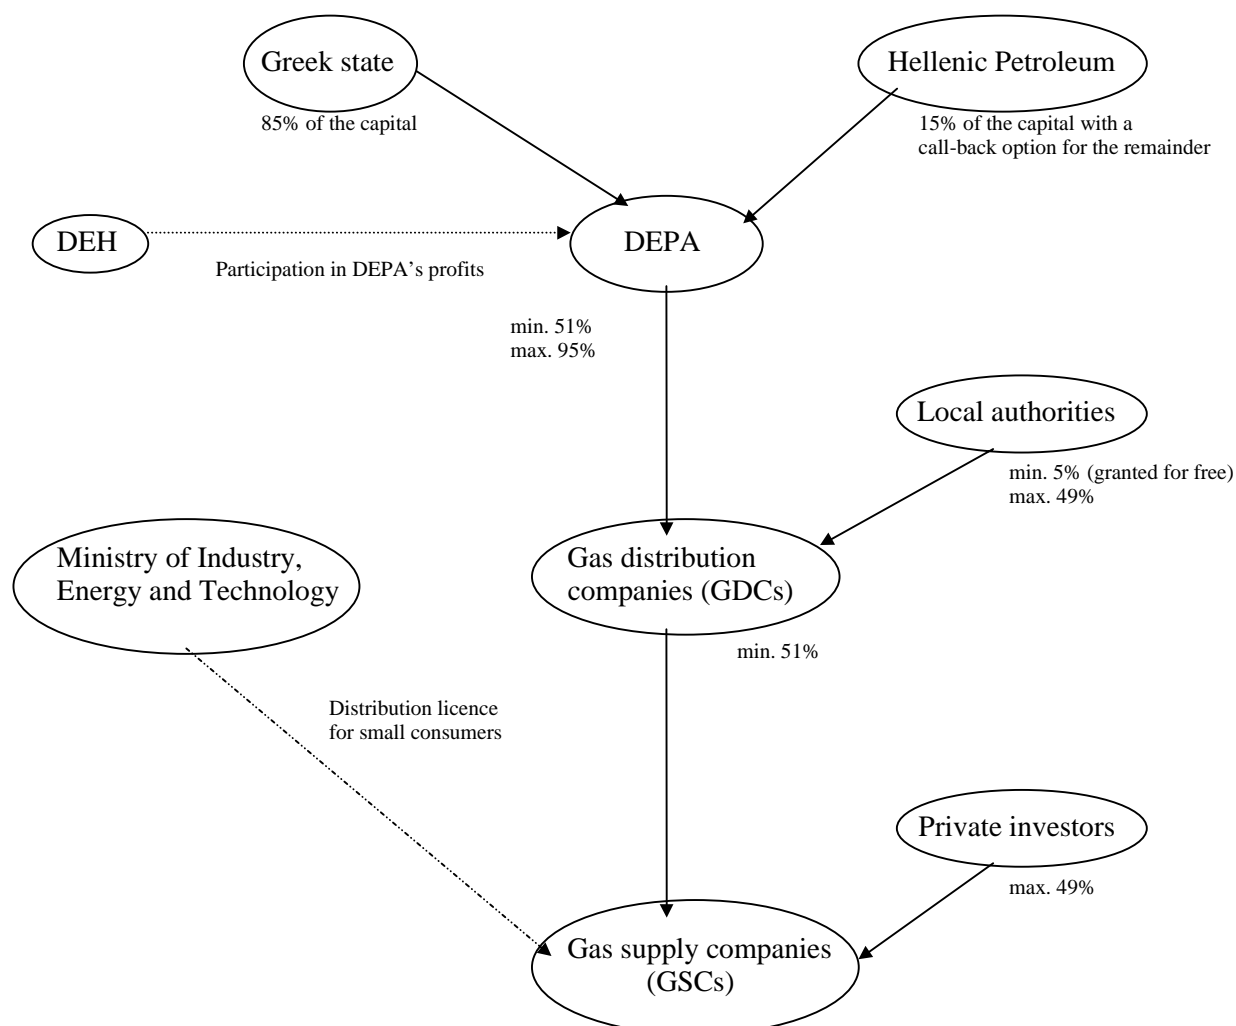 Greek state
85% of the capital
Hellenic Petroleum
15% of the capital with a
call-back option for the remainder
DEH
Participation in DEPA’s profits
DEPA
min. 51%
max. 95%
Local authorities
min. 5% (granted for free)
max. 49%
Ministry of Industry,
Energy and Technology
Gas distribution
companies (GDCs)
min. 51%
Distribution licence
for small consumers
Private investors
max. 49%
Gas supply companies
(GSCs)